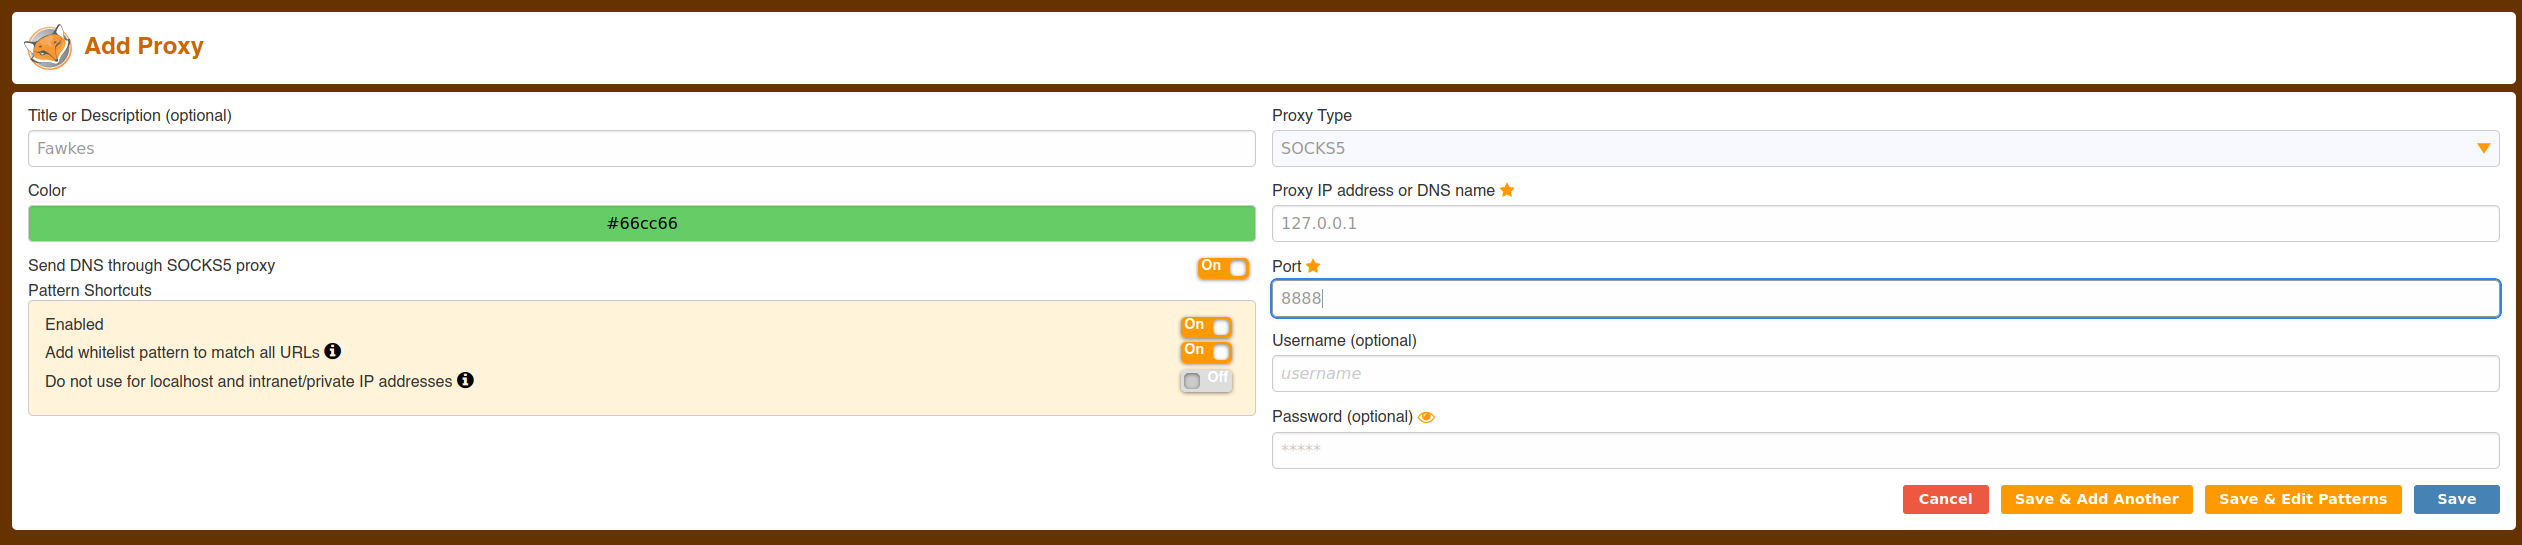 Add Proxy
Title or Description (optional)
Fawkes
Color
#66cc66
Send DNS through SOCKS5 proxy
On
Pattern Shortcuts
Enabled
On
Add whitelist pattern to match all URLs
On
Do not use for localhost and intranet/private IP addresses
Off
Proxy Type
SOCKS5
Proxy IP address or DNS name
127.0.0.1
Port
8888
Username (optional)
username
Password (optional)
*****
Cancel
Save & Add Another
Save & Edit Patterns
Save